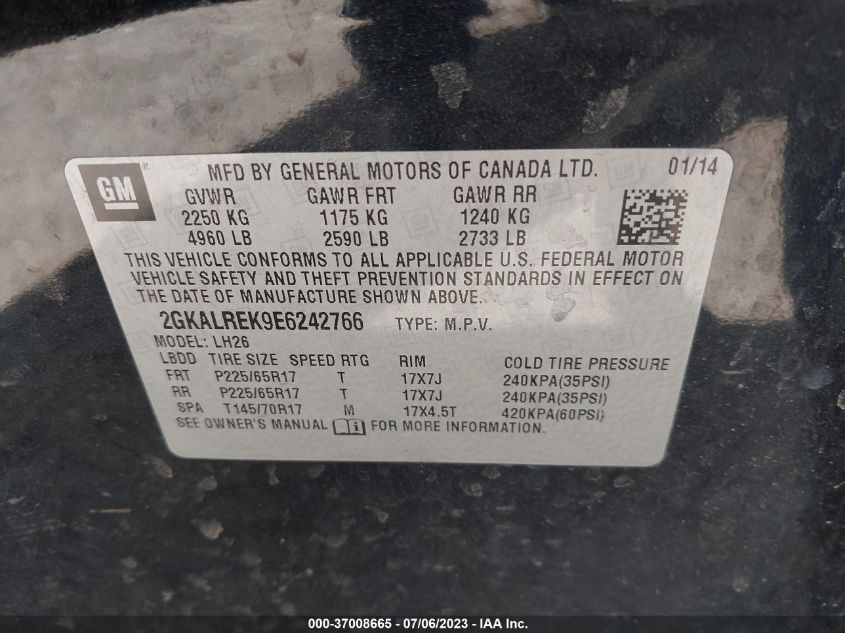 GM ® MFD BY GENERAL MOTORS OF CANADA LTD. 01/14
GVWR GAWR FRT GAWR RR
2250 KG 1175 KG 1240 KG
4960 LB 2590 LB 2733 LB
THIS VEHICLE CONFORMS TO ALL APPLICABLE U.S. FEDERAL MOTOR
VEHICLE SAFETY AND THEFT PREVENTION STANDARDS IN EFFECT ON
THE DATE OF MANUFACTURE SHOWN ABOVE.
2GKALREK9E6242766 TYPE: M.P.V.
MODEL: LH26
LBDD TIRE SIZE SPEED RTG RIM COLD TIRE PRESSURE
FRT P225/65R17 T 17X7J 240KPA(35PSI)
RR P225/65R17 T 17X7J 240KPA(35PSI)
SPA T145/70R17 M 17X4.5T 420KPA(60PSI)
SEE OWNER'S MANUAL FOR MORE INFORMATION.
000-37008665 - 07/06/2023 - IAA Inc.